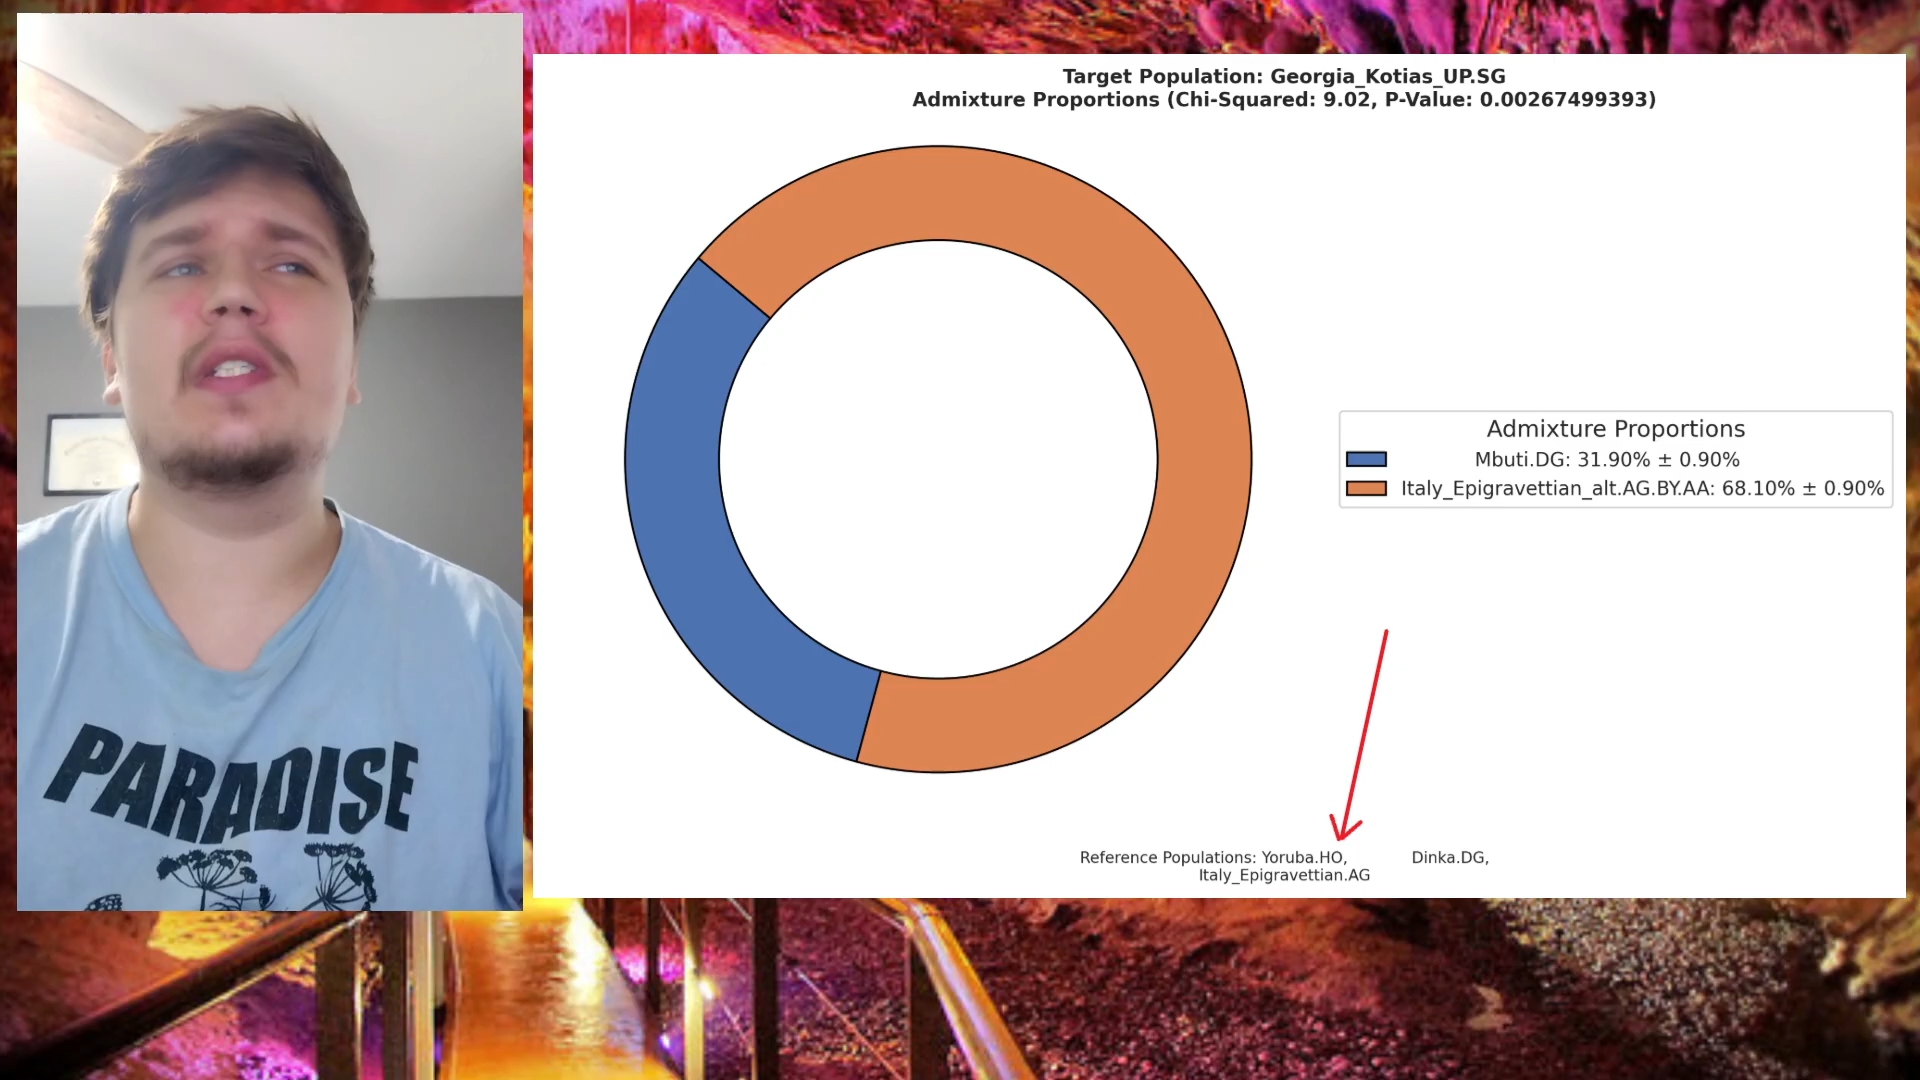 Target Population: Georgia_Kotias_UP.SG
Admixture Proportions (Chi-Squared: 9.02, P-Value: 0.00267499393)
Admixture Proportions
Mbuti.DG: 31.90% ± 0.90%
Italy_Epigravettian_alt.AG.BY.AA: 68.10% ± 0.90%
Reference Populations: Yoruba.HO, Dinka.DG,
Italy_Epigravettian.AG
PARADISE